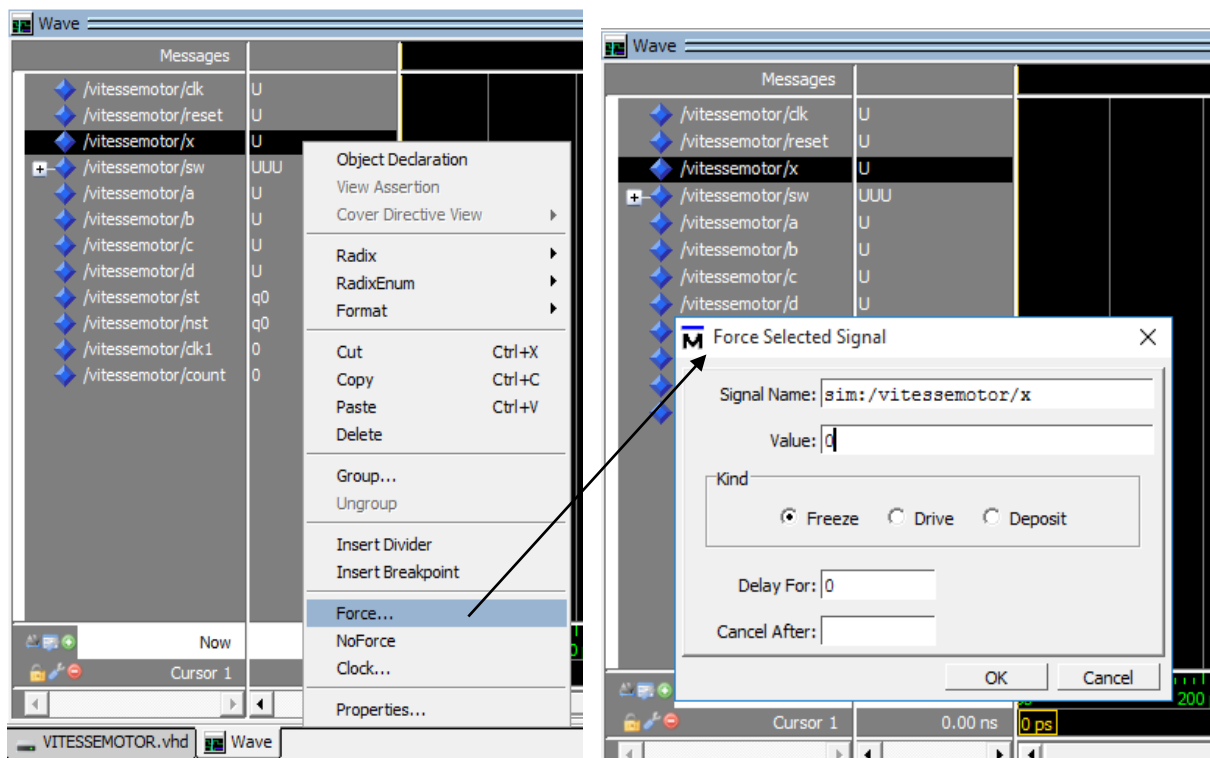 Wave
Messages
/vitessemotor/clk U
/vitessemotor/reset U
/vitessemotor/x U
/vitessemotor/sw UUU
/vitessemotor/a U
/vitessemotor/b U
/vitessemotor/c U
/vitessemotor/d U
/vitessemotor/st q0
/vitessemotor/nst q0
/vitessemotor/clk1 0
/vitessemotor/count 0
Object Declaration
View Assertion
Cover Directive View
Radix
RadixEnum
Format
Cut Ctrl+X
Copy Ctrl+C
Paste Ctrl+V
Delete
Group...
Ungroup
Insert Divider
Insert Breakpoint
Force...
NoForce
Clock...
Properties...
Now
Cursor 1
VITESSEMOTOR.vhd Wave
Wave
Messages
/vitessemotor/clk U
/vitessemotor/reset U
/vitessemotor/x U
/vitessemotor/sw UUU
/vitessemotor/a U
/vitessemotor/b U
/vitessemotor/c U
/vitessemotor/d U
Force Selected Signal
Signal Name: sim:/vitessemotor/x
Value: 0
Kind
Freeze Drive Deposit
Delay For: 0
Cancel After:
OK Cancel
200
Cursor 1 0.00 ns 0 ps